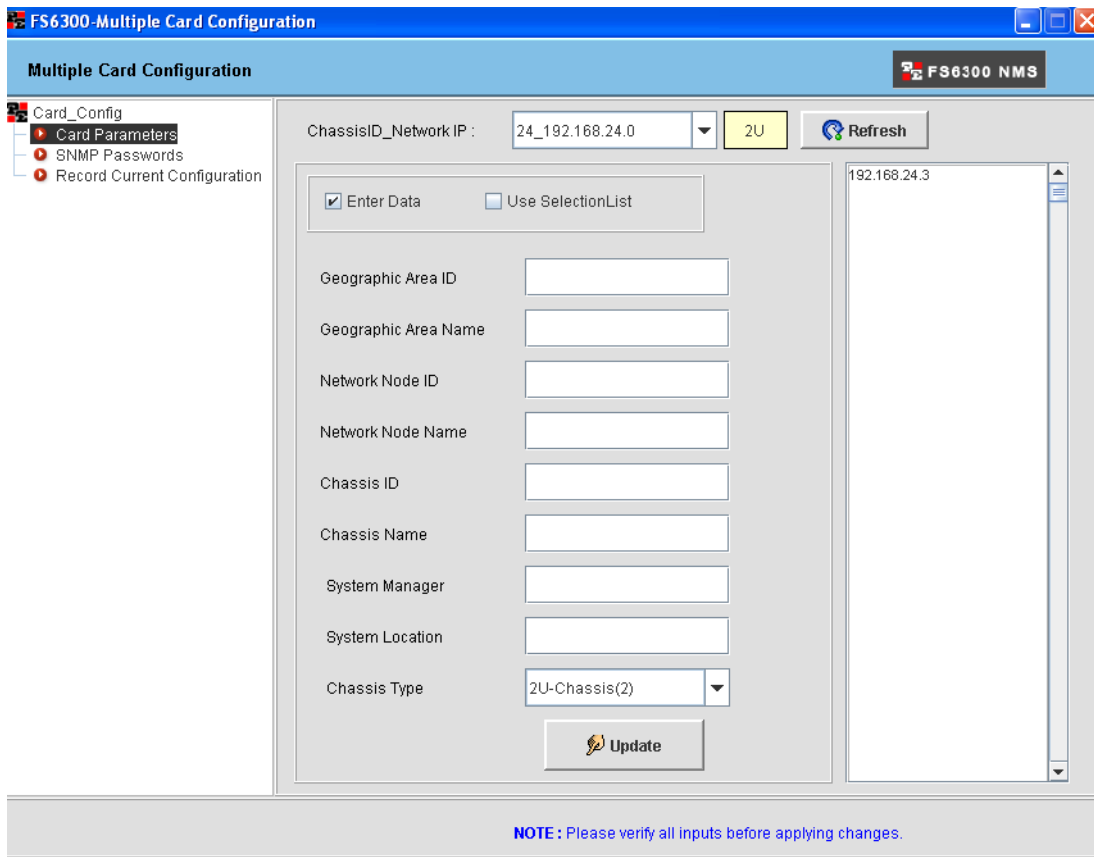 FS6300-Multiple Card Configuration
Multiple Card Configuration
FS6300 NMS
Card_Config
Card Parameters
SNMP Passwords
Record Current Configuration
ChassisID_Network IP :
24_192.168.24.0
2U
Refresh
Enter Data
Use SelectionList
192.168.24.3
Geographic Area ID
Geographic Area Name
Network Node ID
Network Node Name
Chassis ID
Chassis Name
System Manager
System Location
Chassis Type
2U-Chassis(2)
Update
NOTE : Please verify all inputs before applying changes.